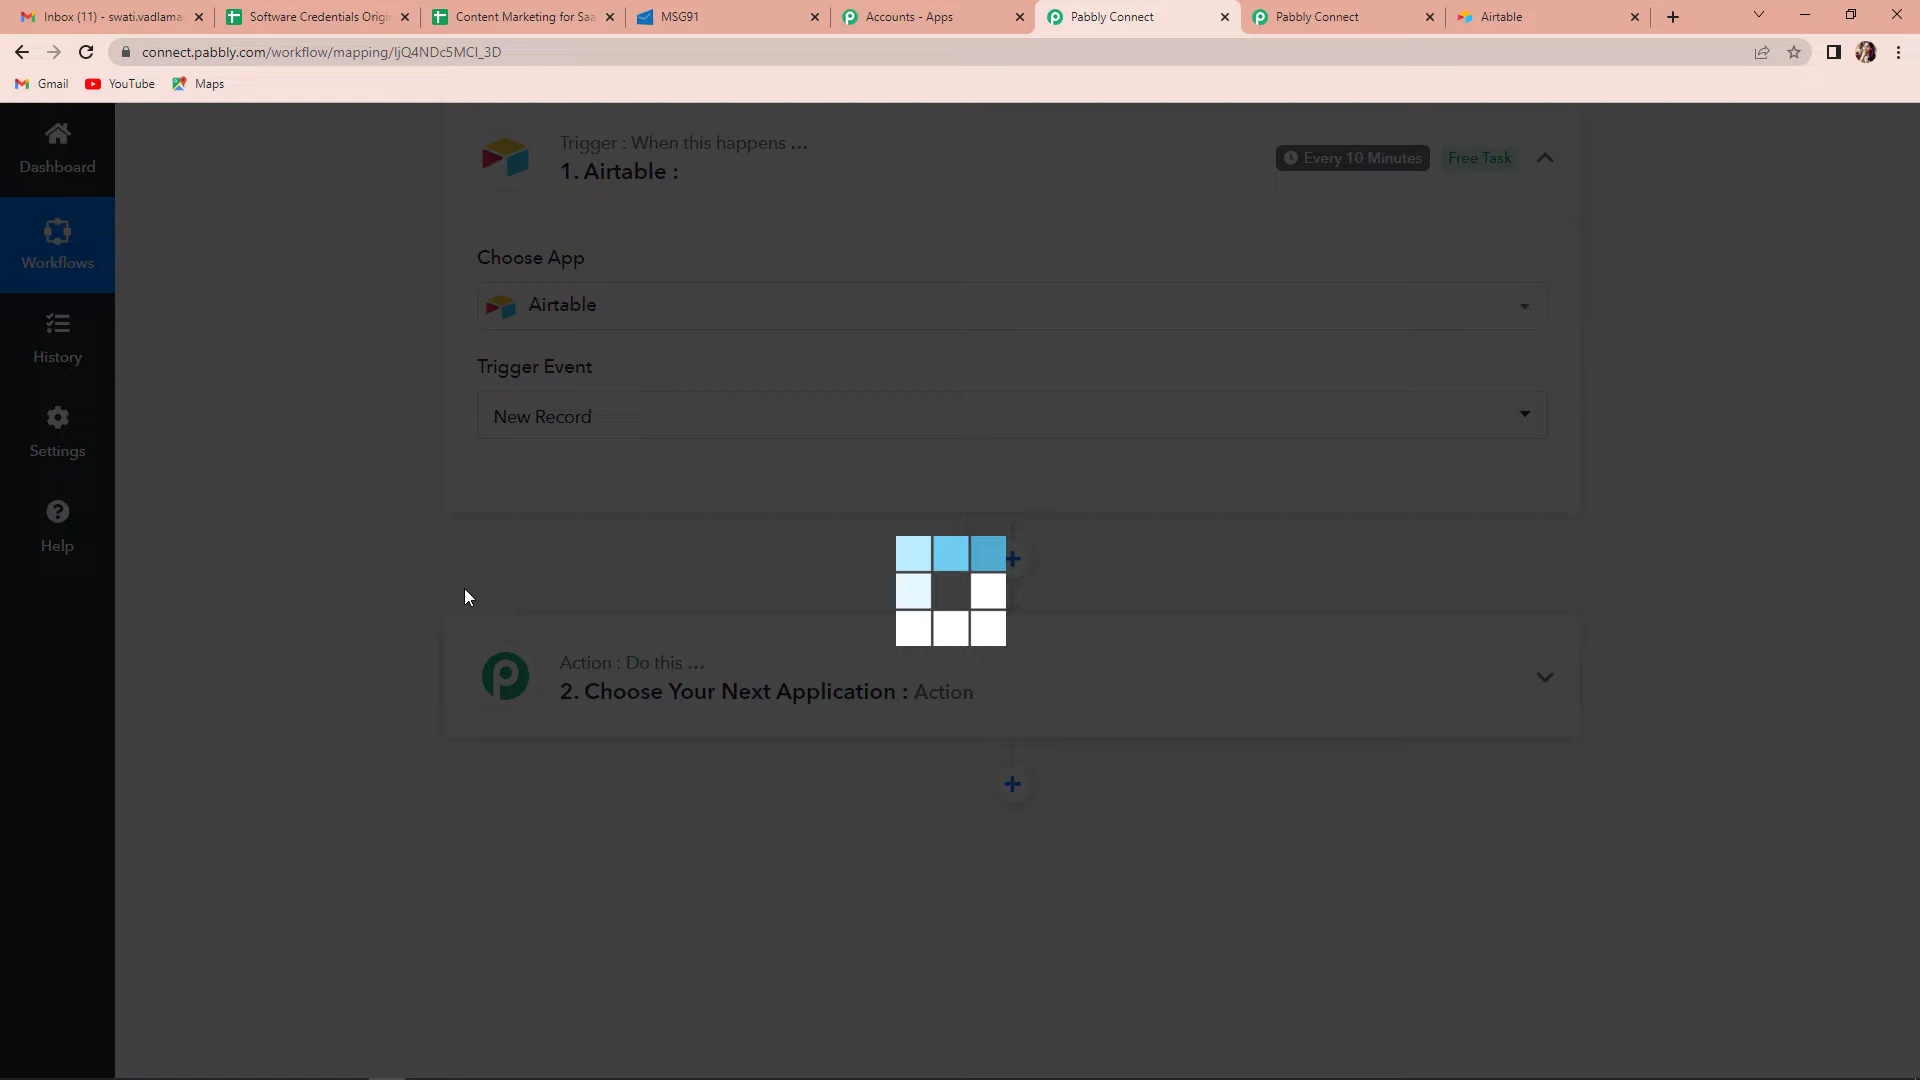 Inbox (11) - swati.vadlama
Software Credentials Origi
Content Marketing for Saa
MSG91
Accounts - Apps
Pabbly Connect
Pabbly Connect
Airtable
connect.pabbly.com/workflow/mapping/IjQ4NDc5MCI_3D
Gmail
YouTube
Maps
Dashboard
Workflows
History
Settings
Help
Trigger : When this happens ...
1. Airtable :
Every 10 Minutes
Free Task
Choose App
Airtable
Trigger Event
New Record
Action : Do this ...
2. Choose Your Next Application : Action